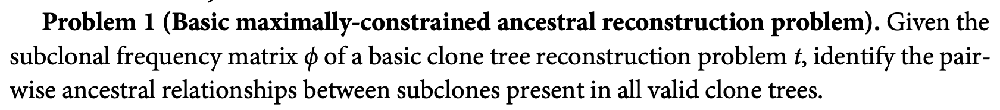 Problem 1 (Basic maximally-constrained ancestral reconstruction problem). Given the
subclonal frequency matrix ϕ of a basic clone tree reconstruction problem t, identify the pair-
wise ancestral relationships between subclones present in all valid clone trees.